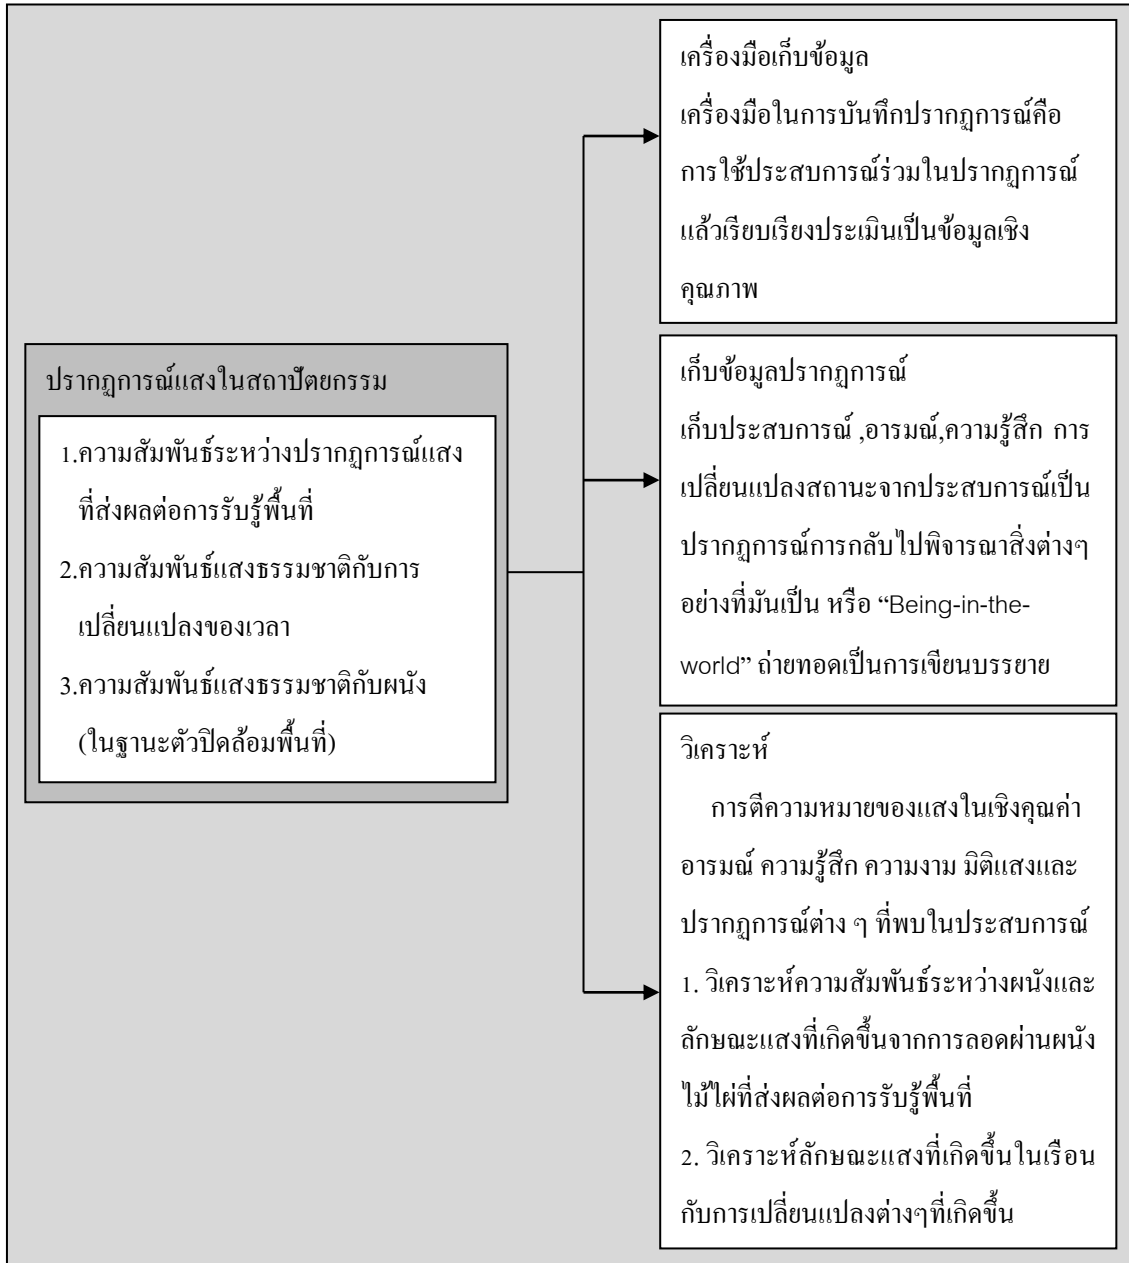 ปรากฏการณ์แสงในสถาปัตยกรรม
1.ความสัมพันธ์ระหว่างปรากฏการณ์แสง
ที่ส่งผลต่อการรับรู้พื้นที่
2.ความสัมพันธ์แสงธรรมชาติกับการ
เปลี่ยนแปลงของเวลา
3.ความสัมพันธ์แสงธรรมชาติกับผนัง
(ในฐานะตัวปิดล้อมพื้นที่)
เครื่องมือเก็บข้อมูล
เครื่องมือในการบันทึกปรากฏการณ์คือ
การใช้ประสบการณ์ร่วมในปรากฏการณ์
แล้วเรียบเรียงประเมินเป็นข้อมูลเชิง
คุณภาพ
เก็บข้อมูลปรากฏการณ์
เก็บประสบการณ์ ,อารมณ์,ความรู้สึก การ
เปลี่ยนแปลงสถานะจากประสบการณ์เป็น
ปรากฏการณ์การกลับไปพิจารณาสิ่งต่างๆ
อย่างที่มันเป็น หรือ “Being-in-the-
world” ถ่ายทอดเป็นการเขียนบรรยาย
วิเคราะห์
การตีความหมายของแสงในเชิงคุณค่า
อารมณ์ ความรู้สึก ความงาม มิติแสงและ
ปรากฏการณ์ต่าง ๆ ที่พบในประสบการณ์
1. วิเคราะห์ความสัมพันธ์ระหว่างผนังและ
ลักษณะแสงที่เกิดขึ้นจากการลอดผ่านผนัง
ไม้ไผ่ที่ส่งผลต่อการรับรู้พื้นที่
2. วิเคราะห์ลักษณะแสงที่เกิดขึ้นในเรือน
กับการเปลี่ยนแปลงต่างๆที่เกิดขึ้น